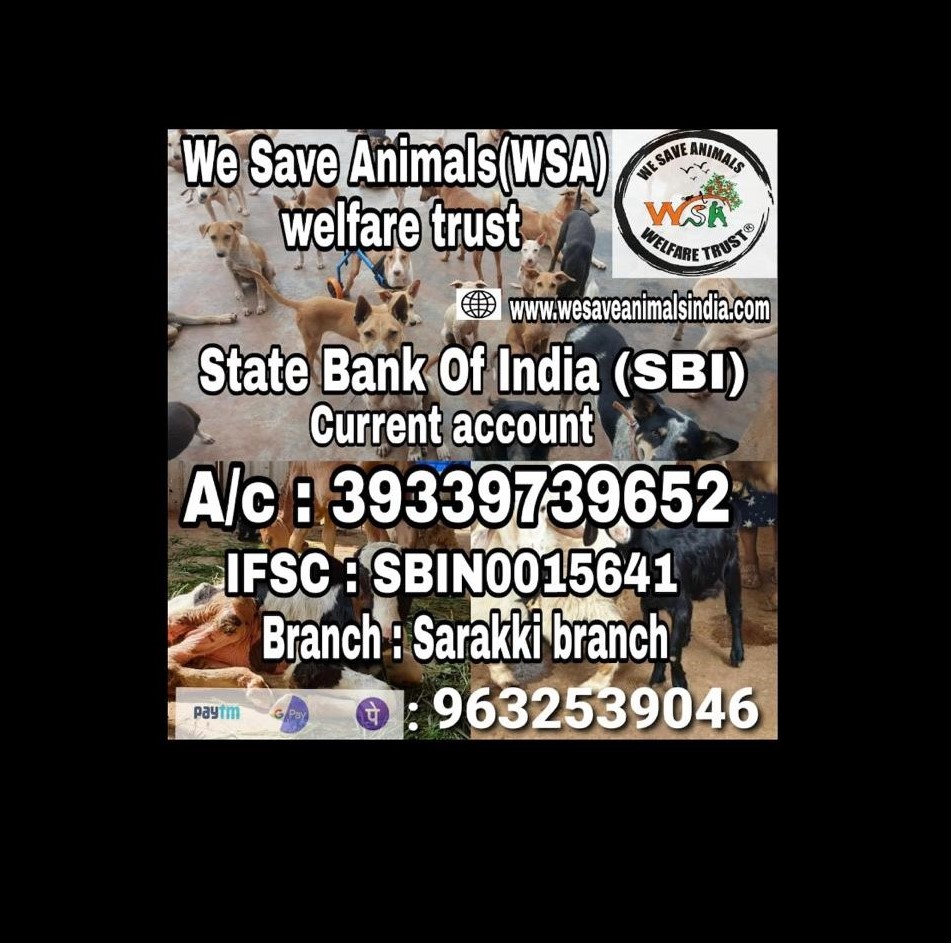 We Save Animals(WSA)
welfare trust
WE SAVE ANIMALS
WSA
WELFARE TRUST®
www.wesaveanimalsindia.com
State Bank Of India (SBI)
Current account
A/c : 39339739652
IFSC : SBIN0015641
Branch : Sarakki branch
paytm G Pay पे : 9632539046